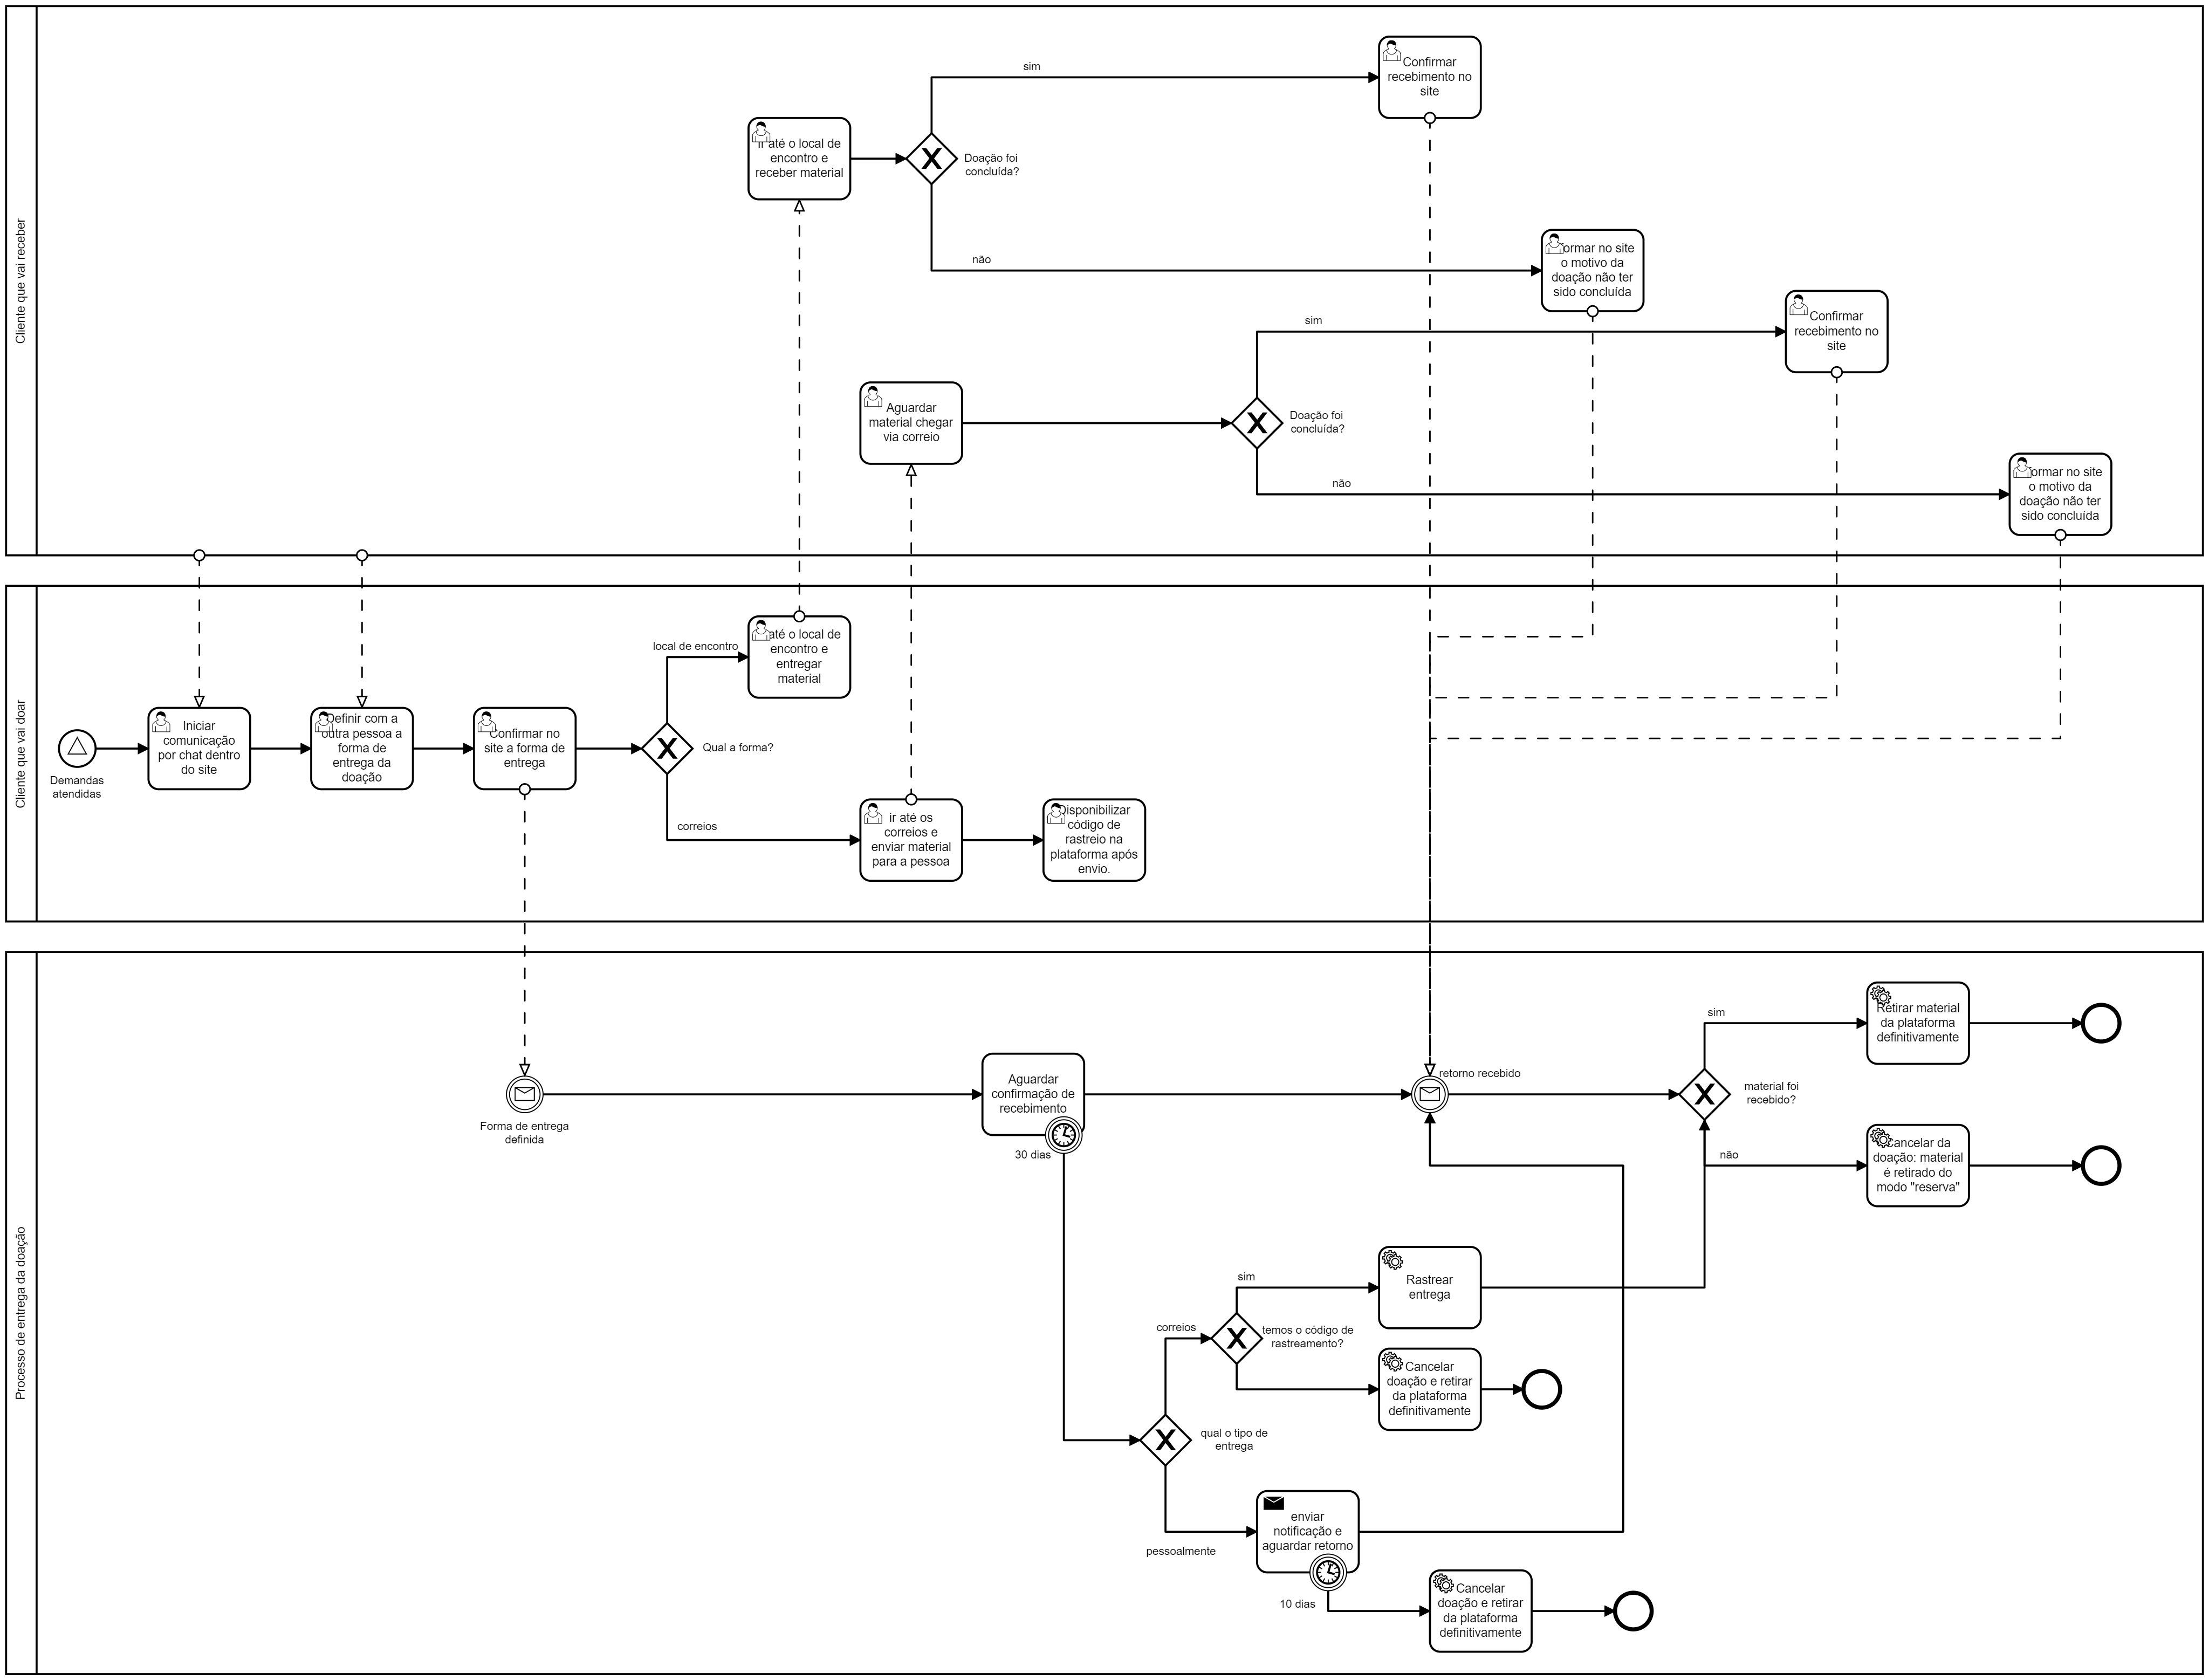 Cliente que vai receber
sim
Confirmar
recebimento no
site
até o local de
encontro e
receber material
Doação foi
concluída?
não
ormar no site
o motivo da
doação não ter
sido concluída
sim
Confirmar
recebimento no
site
Aguardar
material chegar
via correio
Doação foi
concluída?
não
ormar no site
o motivo da
doação não ter
sido concluída
Cliente que vai doar
Demandas
atendidas
Iniciar
comunicação
por chat dentro
do site
Definir com a
outra pessoa a
forma de
entrega da
doação
Confirmar no
site a forma de
entrega
Qual a forma?
local de encontro
até o local de
encontro e
entregar
material
correios
ir até os
correios e
enviar material
para a pessoa
Disponibilizar
código de
rastreio na
plataforma após
envio.
Processo de entrega da doação
Forma de entrega
definida
Aguardar
confirmação de
recebimento
30 dias
retorno recebido
material foi
recebido?
sim
Retirar material
da plataforma
definitivamente
não
Cancelar da
doação: material
é retirado do
modo "reserva"
qual o tipo de
entrega
correios
temos o código de
rastreamento?
sim
Rastrear
entrega
Cancelar
doação e retirar
da plataforma
definitivamente
pessoalmente
enviar
notificação e
aguardar retorno
10 dias
Cancelar
doação e retirar
da plataforma
definitivamente